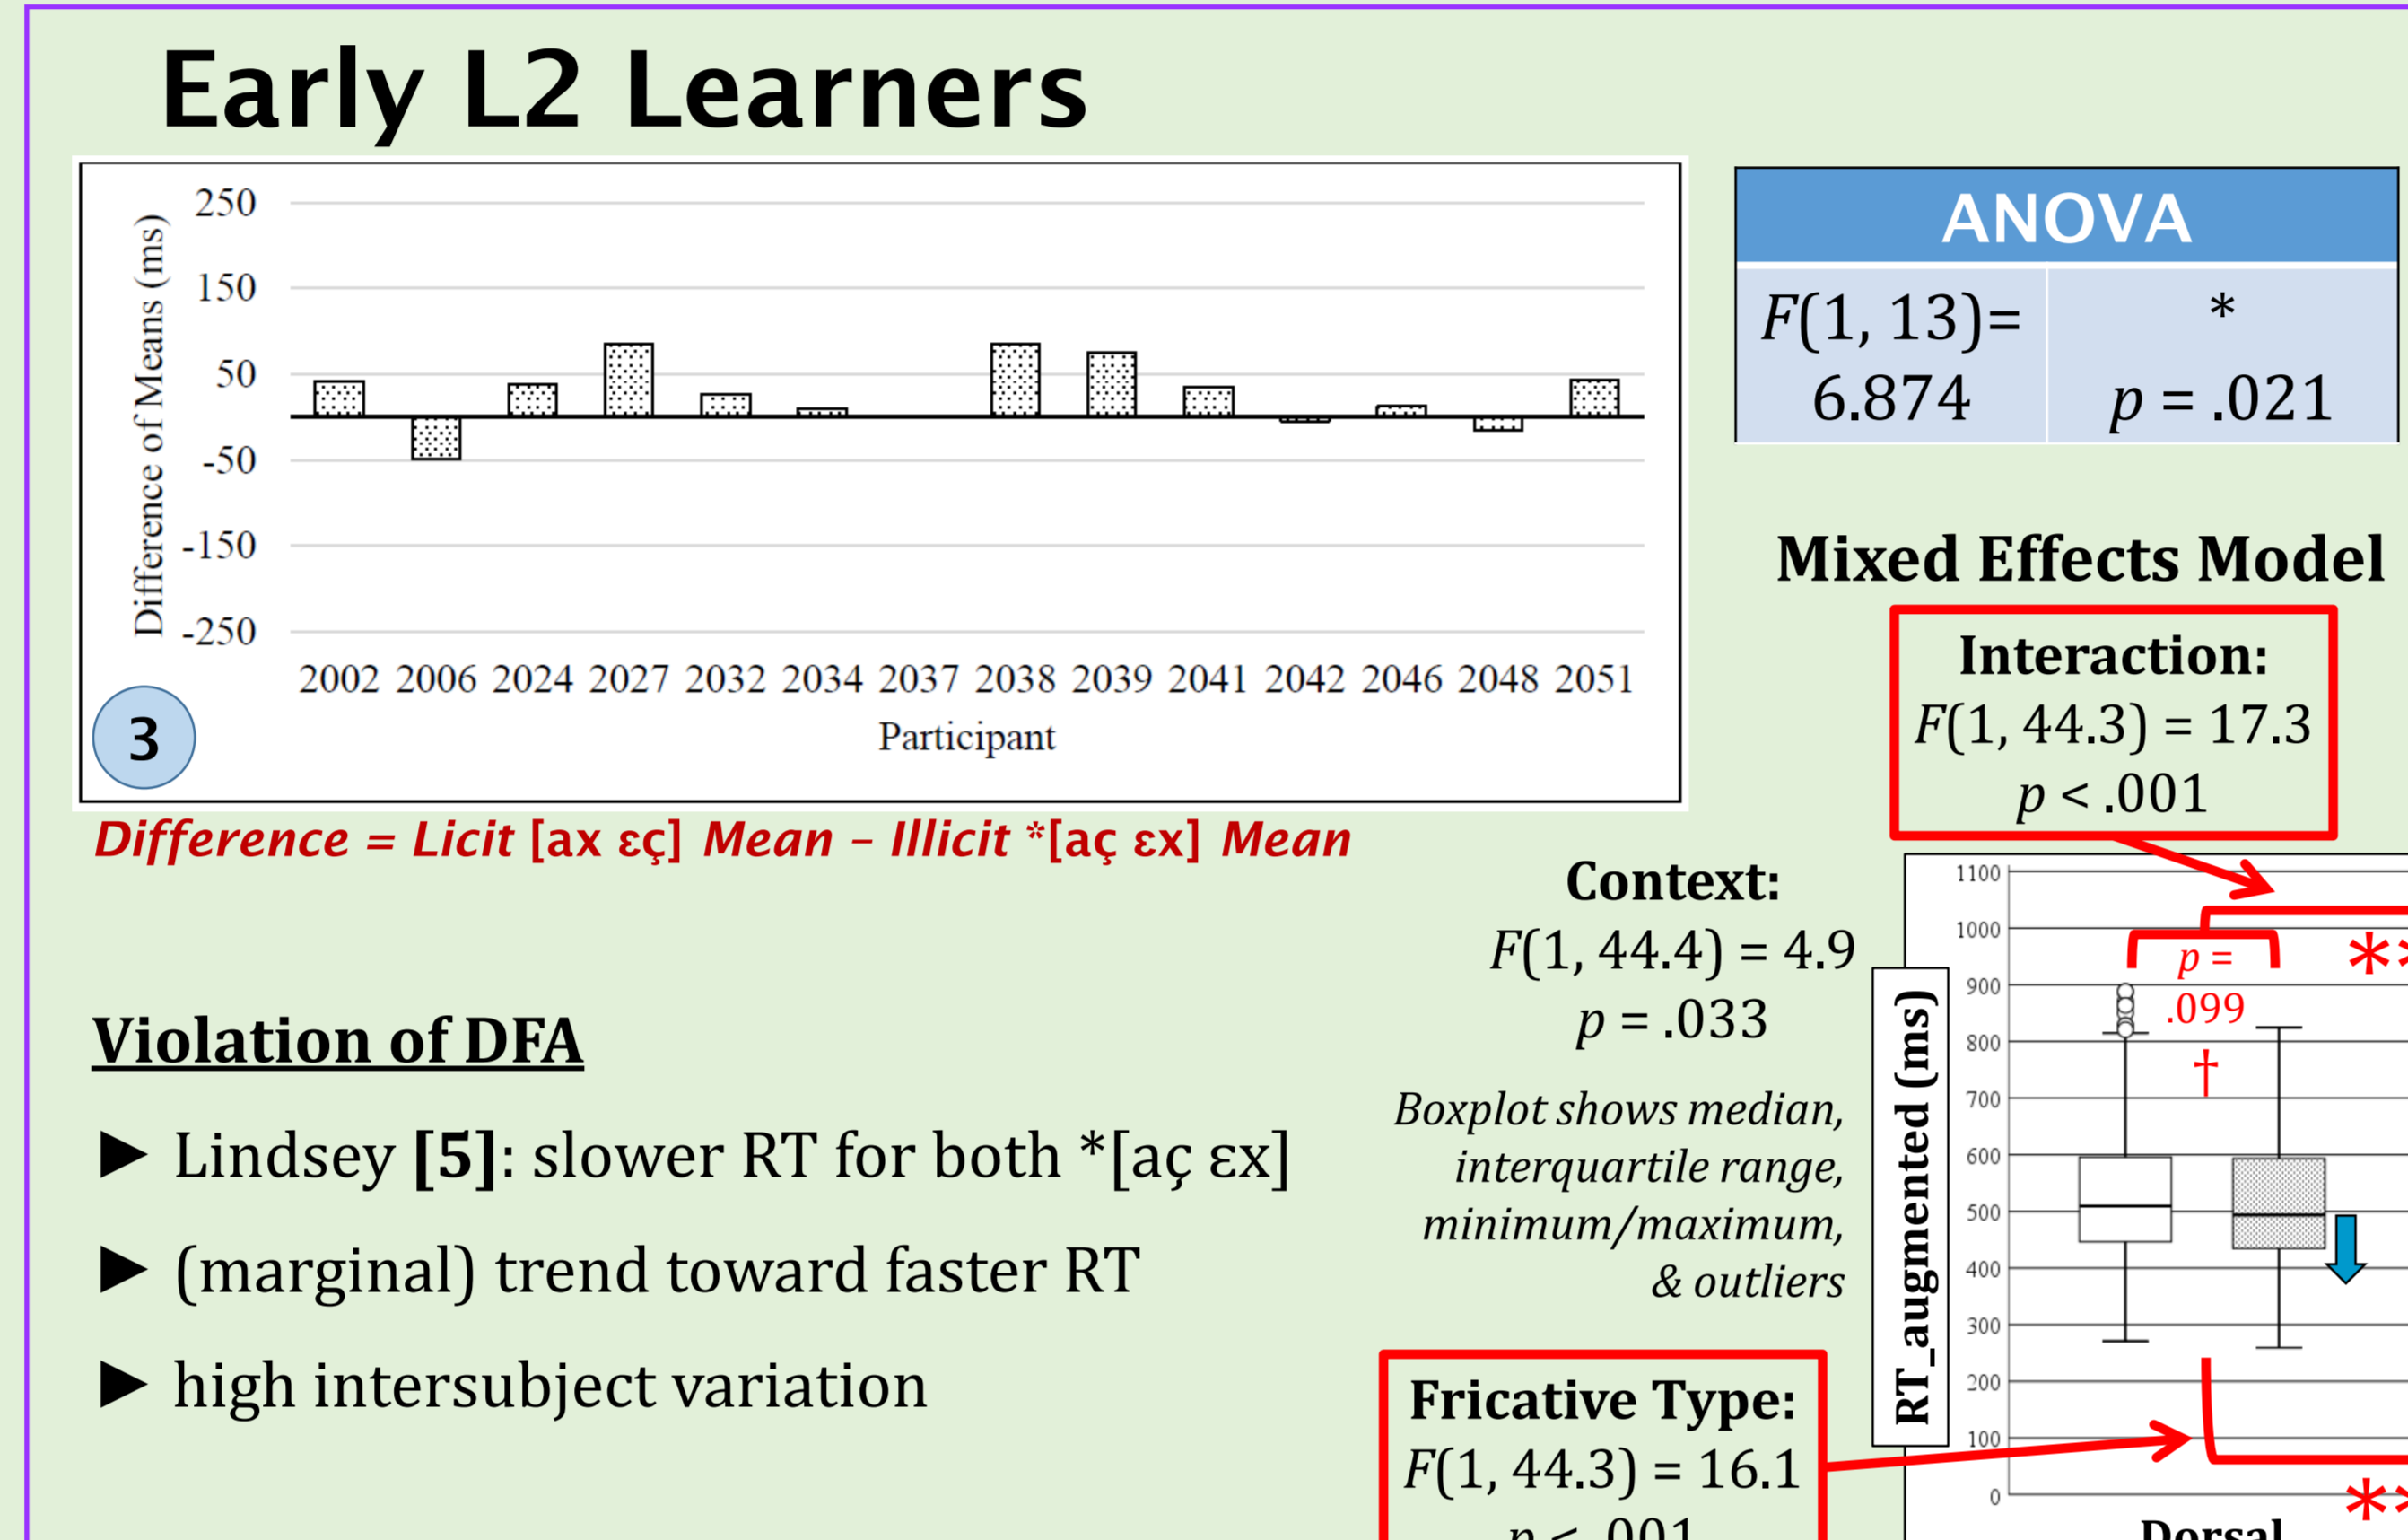 Early L2 Learners
Difference of Means (ms)
250
150
50
-50
-150
-250
2002 2006 2024 2027 2032 2034 2037 2038 2039 2041 2042 2046 2048 2051
Participant
3
Difference = Licit [ax ɛç] Mean – Illicit *[aç ɛx] Mean
ANOVA
F(1, 13)= *
6.874 p = .021
Mixed Effects Model
Interaction:
F(1, 44.3) = 17.3
p < .001
Violation of DFA
► Lindsey [5]: slower RT for both *[aç ɛx]
► (marginal) trend toward faster RT
► high intersubject variation
Context:
F(1, 44.4) = 4.9
p = .033
Boxplot shows median,
interquartile range,
minimum/maximum,
& outliers
Fricative Type:
F(1, 44.3) = 16.1
p < .001
RT_augmented (ms)
1100
1000
900
800
700
600
500
400
300
200
100
0
p =
.099
†
**
**
Dorsal